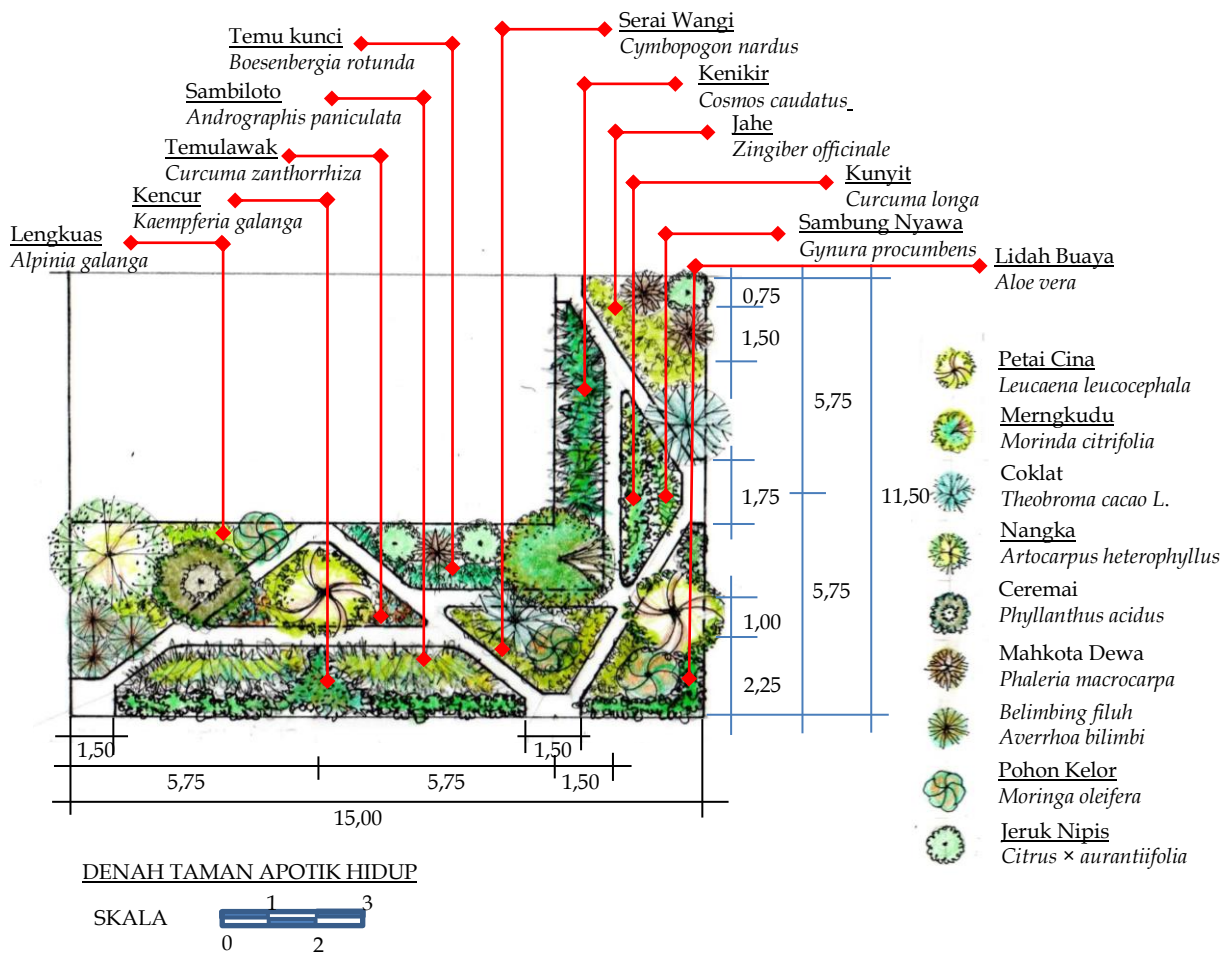 Serai Wangi
Cymbopogon nardus
Temu kunci
Boesenbergia rotunda
Kenikir
Cosmos caudatus
Sambiloto
Andrographis paniculata
Jahe
Zingiber officinale
Temulawak
Curcuma zanthorrhiza
Kunyit
Curcuma longa
Kencur
Kaempferia galanga
Sambung Nyawa
Gynura procumbens
Lengkuas
Alpinia galanga
Lidah Buaya
Aloe vera
0,75
1,50
5,75
1,75
11,50
5,75
1,00
2,25
Petai Cina
Leucaena leucocephala
Merngkudu
Morinda citrifolia
Coklat
Theobroma cacao L.
Nangka
Artocarpus heterophyllus
Ceremai
Phyllanthus acidus
Mahkota Dewa
Phaleria macrocarpa
Belimbing filuh
Averrhoa bilimbi
Pohon Kelor
Moringa oleifera
Jeruk Nipis
Citrus × aurantiifolia
1,50
1,50
5,75
5,75
1,50
15,00
DENAH TAMAN APOTIK HIDUP
SKALA
1
3
0
2